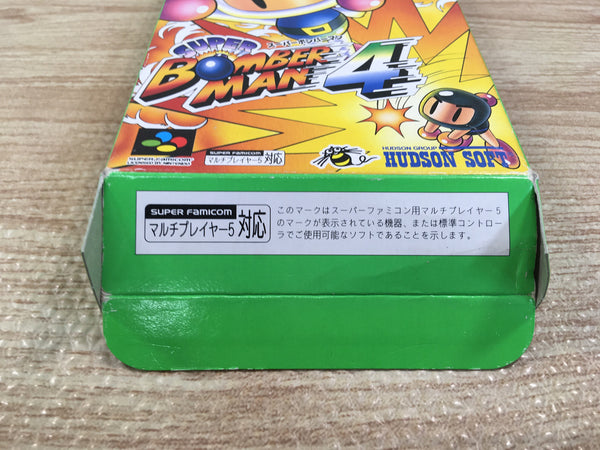 SUPER
スーパーボンバーマン
BOMBER
MAN 4
SUPER FAMICOM
LICENSED BY NINTENDO
SUPER FAMICOM
マルチプレイヤー5 対応
HUDSON GROUP
HUDSON SOFT
SUPER FAMICOM
マルチプレイヤー5 対応
このマークはスーパーファミコン用マルチプレイヤー5
のマークが表示されている機器、または標準コントロー
ラでご使用可能なソフトであることを示します。